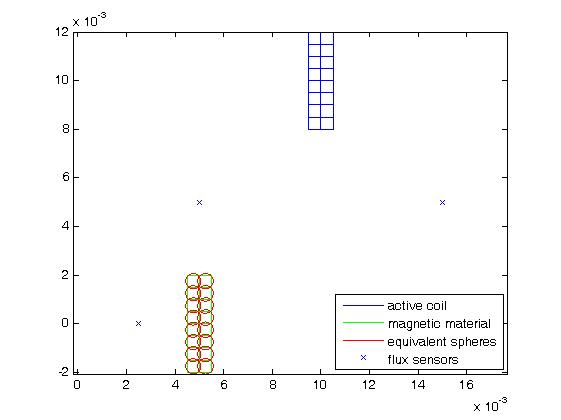 x 10⁻³
12
10
8
6
4
2
0
-2
0 2 4 6 8 10 12 14 16
x 10⁻³
active coil
magnetic material
equivalent spheres
flux sensors